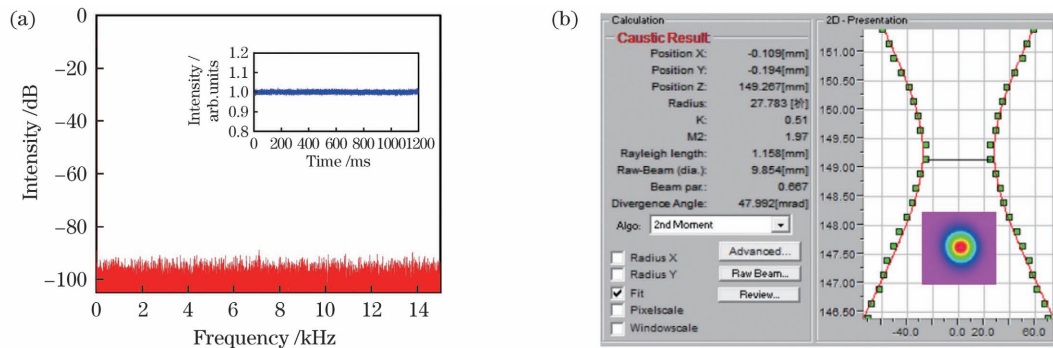 (a)
0
−20
−40
−60
−80
−100
Intensity /dB
0 2 4 6 8 10 12 14
Frequency /kHz
1.2
1.1
1.0
0.9
0.8
Intensity /
arb.units
0 200 400 600 800 1000 1200
Time /ms
(b)
Calculation
Caustic Result:
Position X: -0.109[mm]
Position Y: -0.194[mm]
Position Z: 149.267[mm]
Radius: 27.783 [祄]
K: 0.51
M2: 1.97
Rayleigh length: 1.158[mm]
Raw-Beam (dia.): 9.854[mm]
Beam par.: 0.667
Divergence Angle: 47.992[mrad]
Algo: 2nd Moment
Radius X
Radius Y
Fit
Pixelscale
Windowscale
Advanced...
Raw Beam...
Review...
2D - Presentation
151.00
150.50
150.00
149.50
149.00
148.50
148.00
147.50
147.00
146.50
-40.0 0.0 20.0 60.0